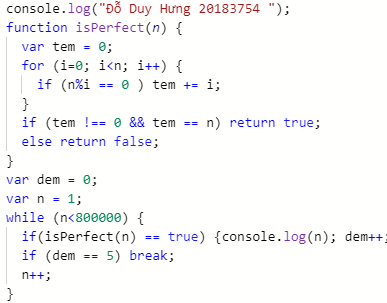 console.log("Đỗ Duy Hưng 20183754 ");
function isPerfect(n) {
  var tem = 0;
  for (i=0; i<n; i++) {
    if (n%i == 0 ) tem += i;
  }
  if (tem !== 0 && tem == n) return true;
  else return false;
}
var dem = 0;
var n = 1;
while (n<800000) {
  if(isPerfect(n) == true) {console.log(n); dem++;
  if (dem == 5) break;
  n++;
}